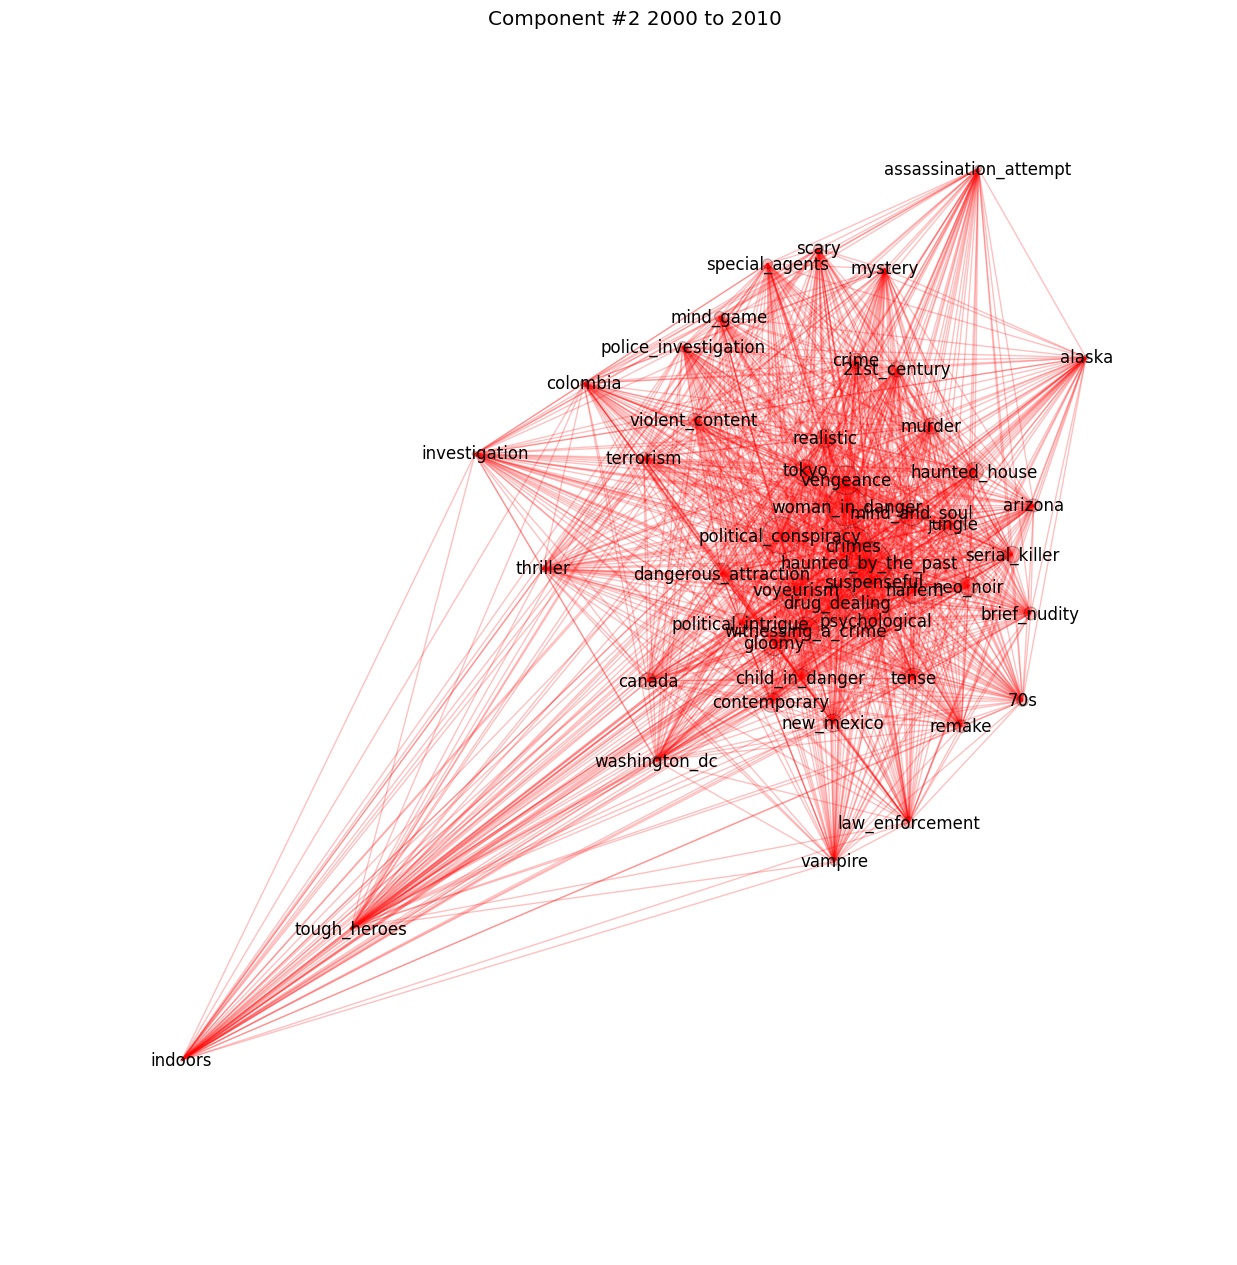 Component #2 2000 to 2010
assassination_attempt
scary
special_agents
mystery
mind_game
police_investigation
crime
alaska
21st_century
colombia
violent_content
murder
realistic
investigation
terrorism
tokyo
haunted_house
vengeance
woman_in_danger
arizona
mind_and_soul
jungle
political_conspiracy
crimes
serial_killer
haunted_by_the_past
thriller
dangerous_attraction
suspenseful
voyeurism
harlem
neo_noir
drug_dealing
brief_nudity
political_intrigue
psychological
witnessing_a_crime
gloomy
child_in_danger
tense
canada
contemporary
70s
new_mexico
remake
washington_dc
law_enforcement
vampire
tough_heroes
indoors